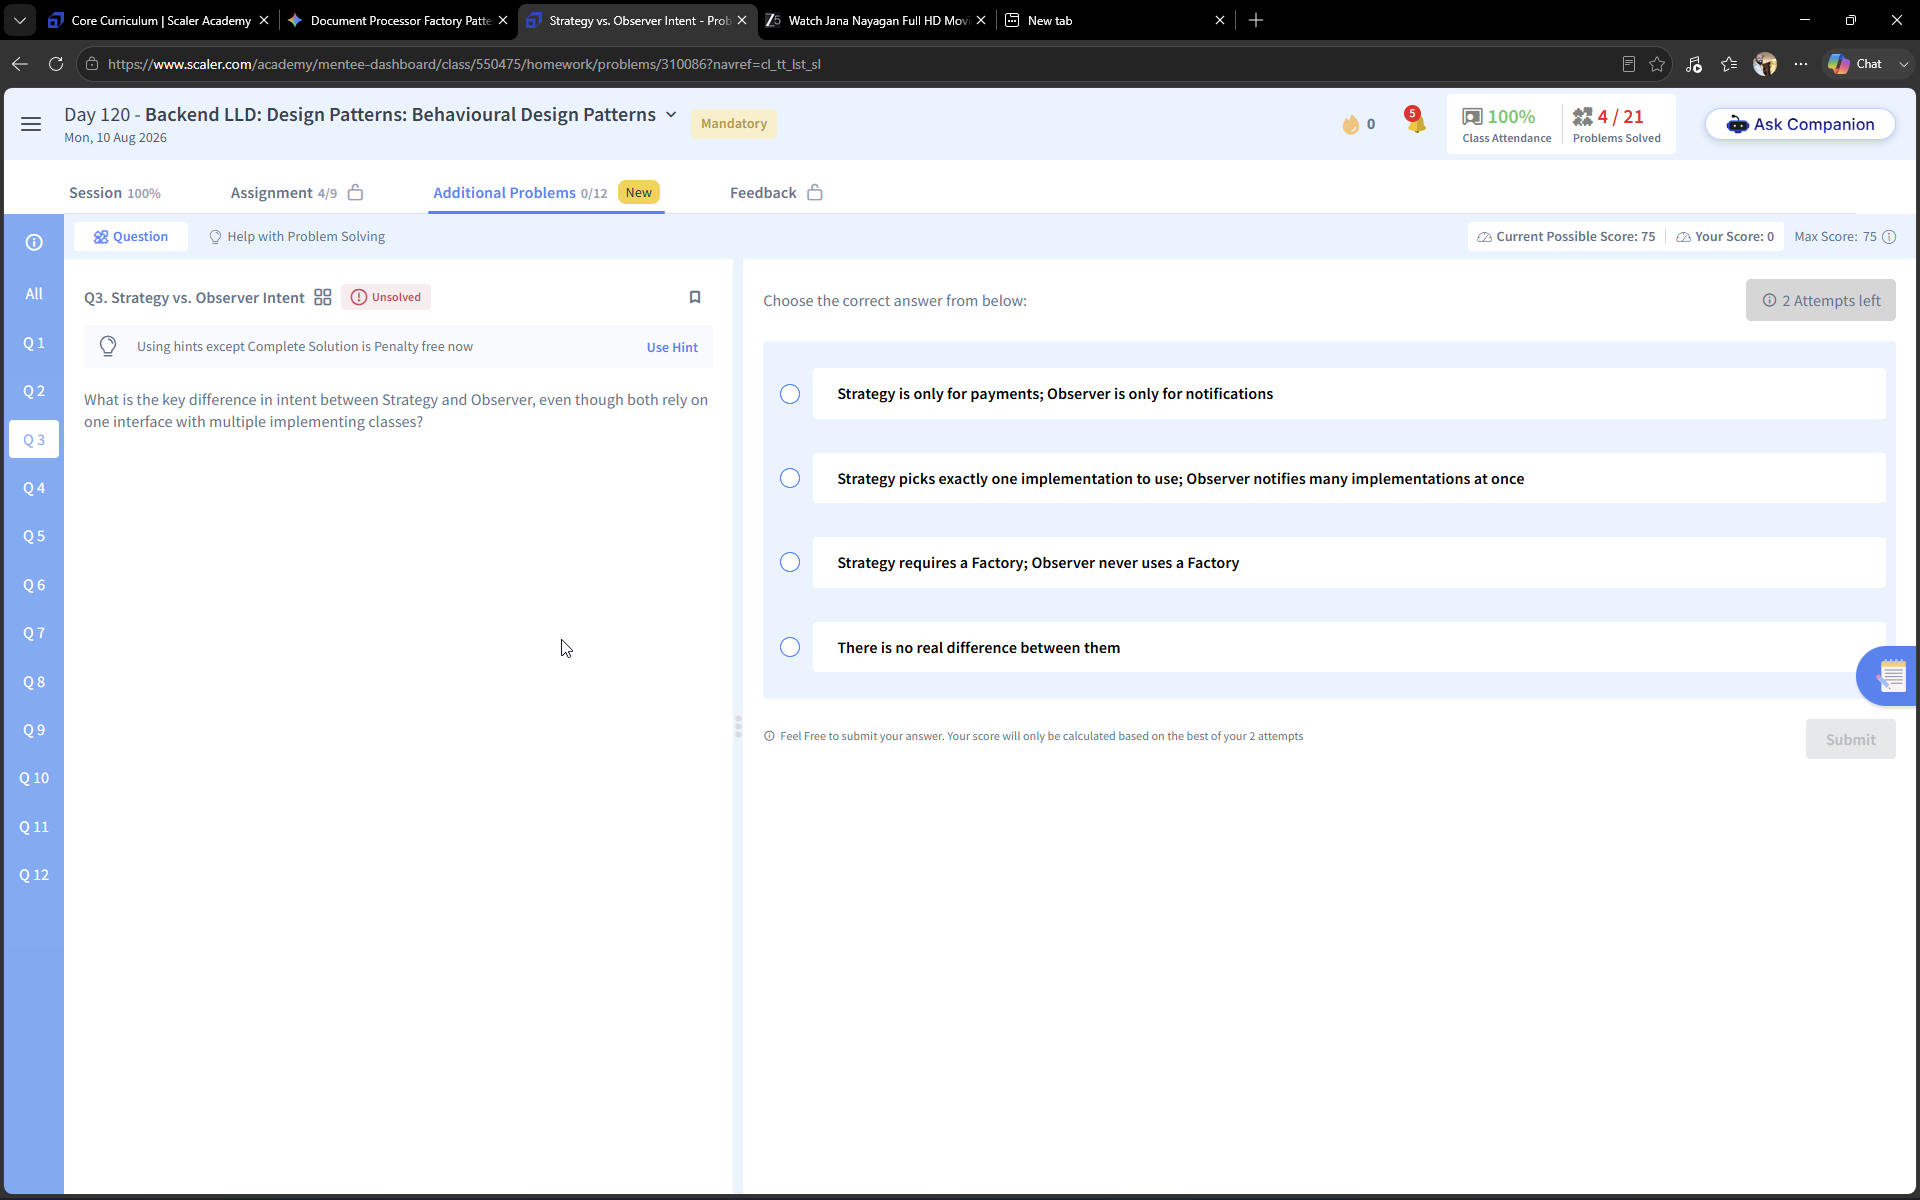 Core Curriculum | Scaler Academy
Document Processor Factory Patte
Strategy vs. Observer Intent - Prob
Watch Jana Nayagan Full HD Movi
New tab
https://www.scaler.com/academy/mentee-dashboard/class/550475/homework/problems/310086?navref=cl_tt_lst_sl
Chat
Day 120 - Backend LLD: Design Patterns: Behavioural Design Patterns
Mandatory
Mon, 10 Aug 2026
0
5
100%
Class Attendance
4 / 21
Problems Solved
Ask Companion
Session 100%
Assignment 4/9
Additional Problems 0/12 New
Feedback
Question
Help with Problem Solving
Current Possible Score: 75
Your Score: 0
Max Score: 75
All
Q 1
Q 2
Q 3
Q 4
Q 5
Q 6
Q 7
Q 8
Q 9
Q 10
Q 11
Q 12
Q3. Strategy vs. Observer Intent
Unsolved
Using hints except Complete Solution is Penalty free now
Use Hint
What is the key difference in intent between Strategy and Observer, even though both rely on
one interface with multiple implementing classes?
Choose the correct answer from below:
2 Attempts left
Strategy is only for payments; Observer is only for notifications
Strategy picks exactly one implementation to use; Observer notifies many implementations at once
Strategy requires a Factory; Observer never uses a Factory
There is no real difference between them
Feel Free to submit your answer. Your score will only be calculated based on the best of your 2 attempts
Submit